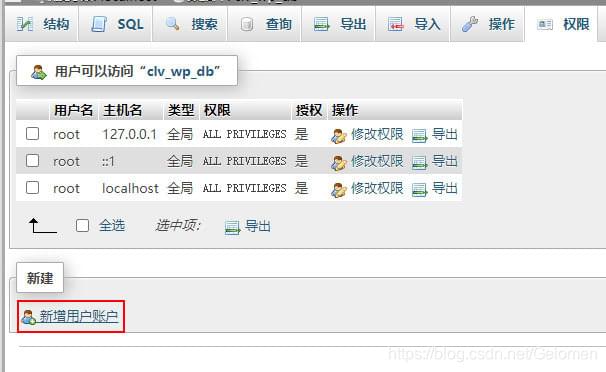 结构 SQL 搜索 查询 导出 导入 操作 权限
用户可以访问“clv_wp_db”
用户名 主机名 类型 权限 授权 操作
root 127.0.0.1 全局 ALL PRIVILEGES 是 修改权限 导出
root ::1 全局 ALL PRIVILEGES 是 修改权限 导出
root localhost 全局 ALL PRIVILEGES 是 修改权限 导出
全选 选中项： 导出
新建
新增用户账户
https://blog.csdn.net/Gelomen